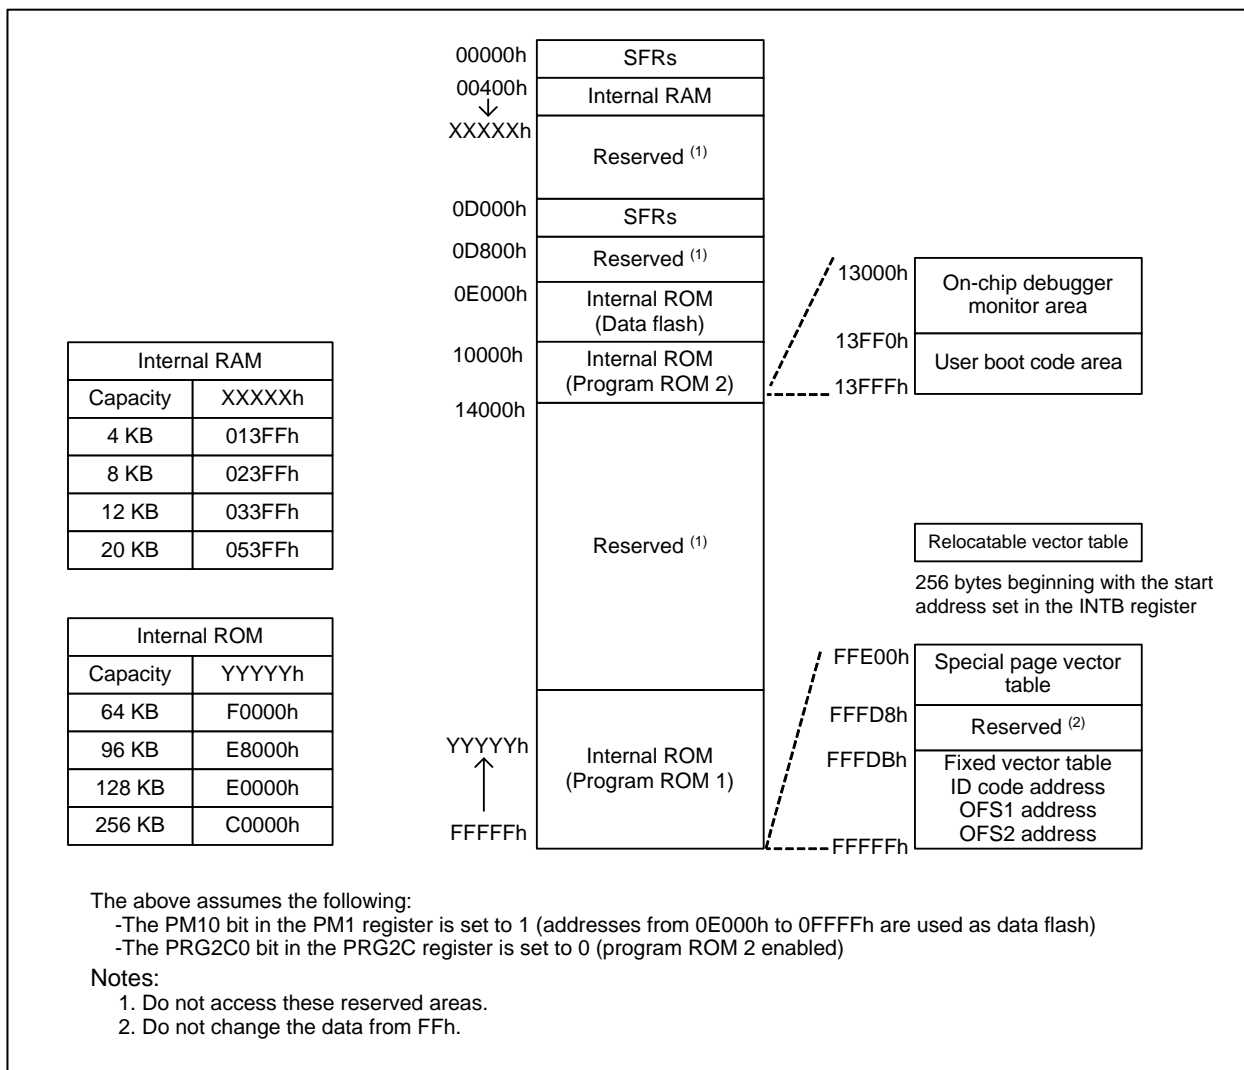 00000h
SFRs
00400h
Internal RAM
XXXXXh
Reserved (1)
0D000h
SFRs
0D800h
Reserved (1)
0E000h
Internal ROM
(Data flash)
10000h
Internal ROM
(Program ROM 2)
14000h
Reserved (1)
YYYYYh
Internal ROM
(Program ROM 1)
FFFFFh
13000h
On-chip debugger
monitor area
13FF0h
User boot code area
13FFFh
Internal RAM
Capacity XXXXXh
4 KB 013FFh
8 KB 023FFh
12 KB 033FFh
20 KB 053FFh
Relocatable vector table
256 bytes beginning with the start
address set in the INTB register
Internal ROM
Capacity YYYYYh
64 KB F0000h
96 KB E8000h
128 KB E0000h
256 KB C0000h
FFE00h
Special page vector
table
FFFD8h
Reserved (2)
FFFDBh
Fixed vector table
ID code address
OFS1 address
OFS2 address
FFFFFh
The above assumes the following:
-The PM10 bit in the PM1 register is set to 1 (addresses from 0E000h to 0FFFFh are used as data flash)
-The PRG2C0 bit in the PRG2C register is set to 0 (program ROM 2 enabled)
Notes:
1. Do not access these reserved areas.
2. Do not change the data from FFh.